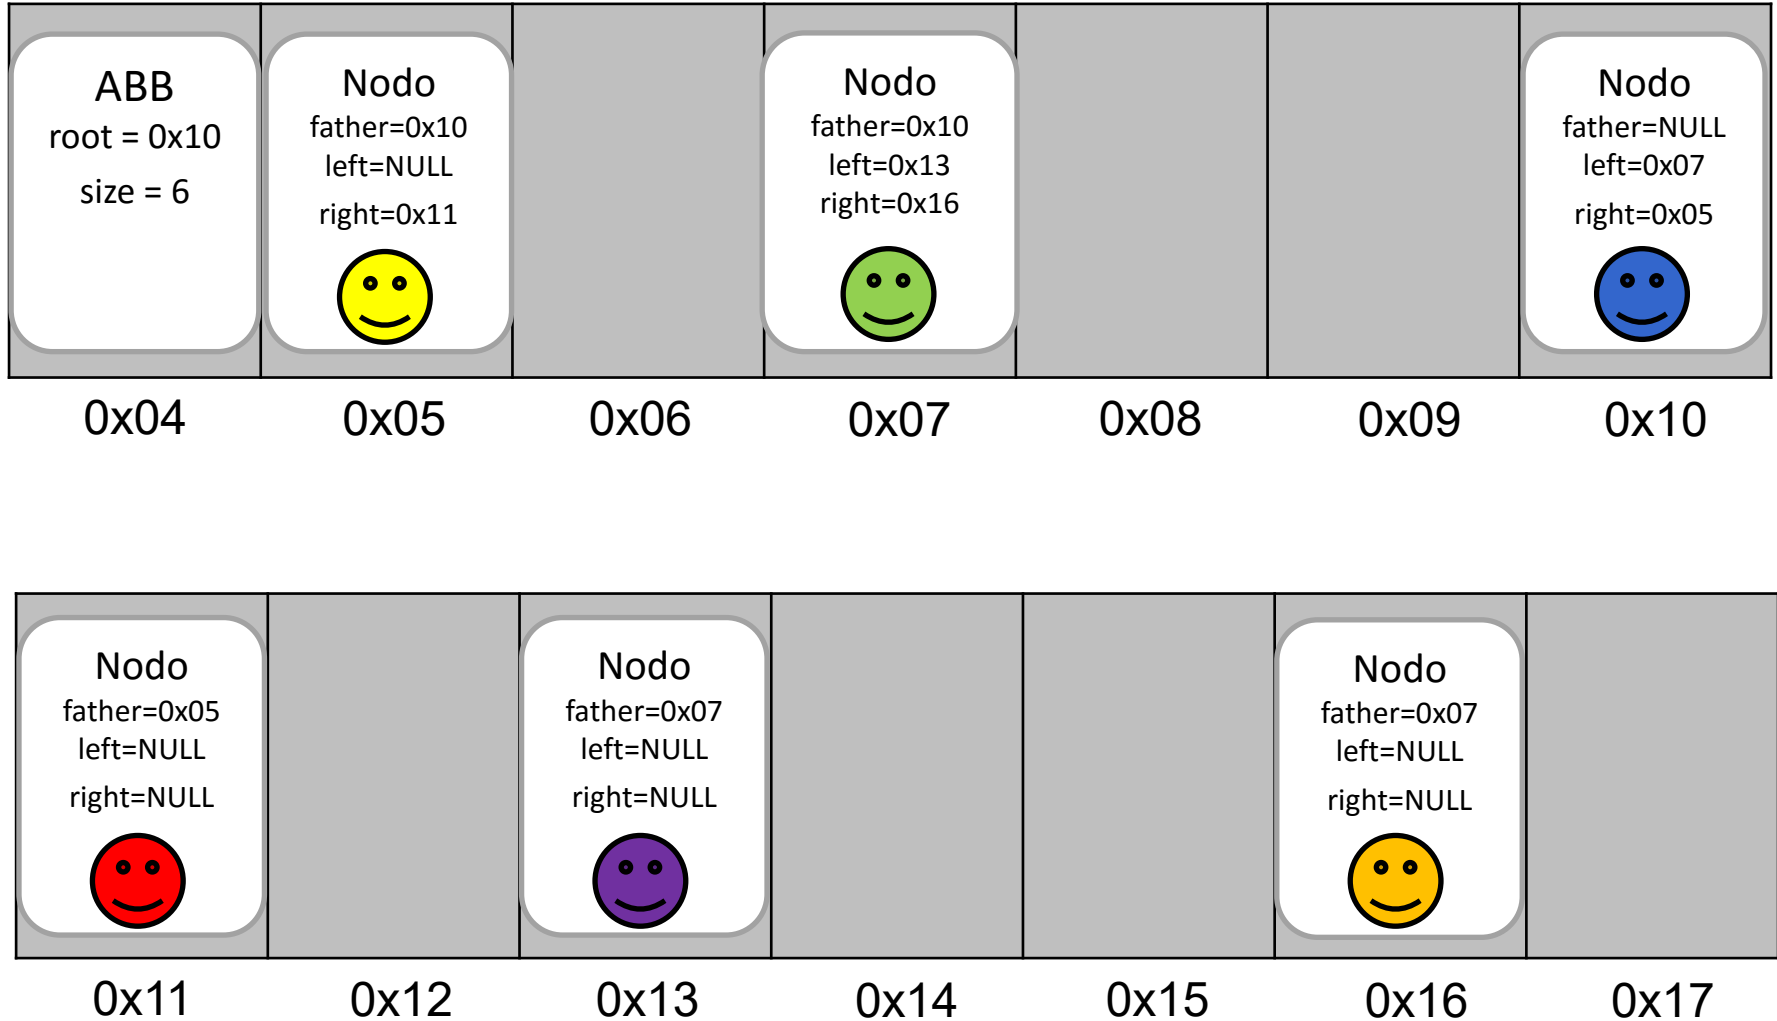 ABB
root = 0x10
size = 6
Nodo
father=0x10
left=NULL
right=0x11
Nodo
father=0x10
left=0x13
right=0x16
Nodo
father=NULL
left=0x07
right=0x05
0x04
0x05
0x06
0x07
0x08
0x09
0x10
Nodo
father=0x05
left=NULL
right=NULL
Nodo
father=0x07
left=NULL
right=NULL
Nodo
father=0x07
left=NULL
right=NULL
0x11
0x12
0x13
0x14
0x15
0x16
0x17